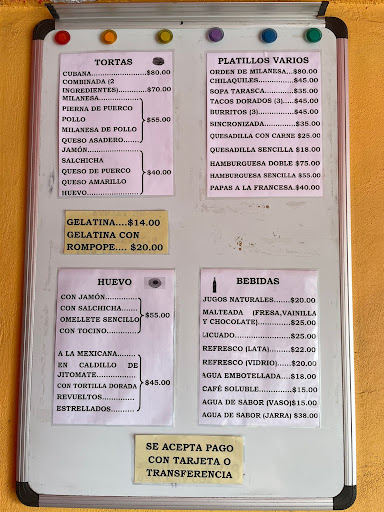 TORTAS
CUBANA.....................$80.00
COMBINADA (2
INGREDIENTES)........$70.00
MILANESA............
PIERNA DE PUERCO
POLLO
$55.00
MILANESA DE POLLO
QUESO ASADERO......
JAMÓN..................
SALCHICHA
QUESO DE PUERCO
$40.00
QUESO AMARILLO
HUEVO..................
PLATILLOS VARIOS
ORDEN DE MILANESA...$80.00
CHILAQUILES...............$45.00
SOPA TARASCA.............$35.00
TACOS DORADOS (3).....$45.00
BURRITOS (3)...............$45.00
SINCRONIZADA.............$35.00
QUESADILLA CON CARNE $25.00
QUESADILLA SENCILLA $18.00
HAMBURGUESA DOBLE $75.00
HAMBURGUESA SENCILLA $55.00
PAPAS A LA FRANCESA.$40.00
GELATINA....$14.00
GELATINA CON
ROMPOPE.... $20.00
HUEVO
CON JAMÓN.............
CON SALCHICHA......
$55.00
OMELLETE SENCILLO
CON TOCINO...........
A LA MEXICANA.......
EN CALDILLO DE
JITOMATE..............
CON TORTILLA DORADA
$45.00
REVUELTOS............
ESTRELLADOS.........
BEBIDAS
JUGOS NATURALES.......$20.00
MALTEADA (FRESA,VAINILLA
Y CHOCOLATE)............$25.00
LICUADO.....................$25.00
REFRESCO (LATA).........$22.00
REFRESCO (VIDRIO)......$20.00
AGUA EMBOTELLADA....$18.00
CAFÉ SOLUBLE.............$15.00
AGUA DE SABOR (VASO)$15.00
AGUA DE SABOR (JARRA) $38.00
SE ACEPTA PAGO
CON TARJETA O
TRANSFERENCIA